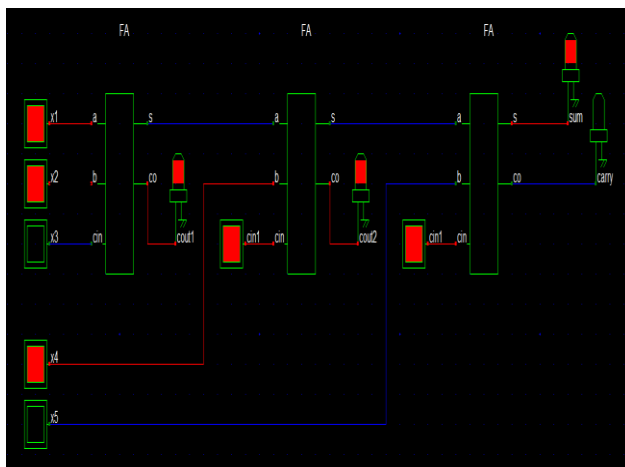 FA FA FA
x1 a s a s a s sum
x2 b co b co b co carry
x3 cin cout1 cin1 cin cout2 cin1 cin
x4
x5